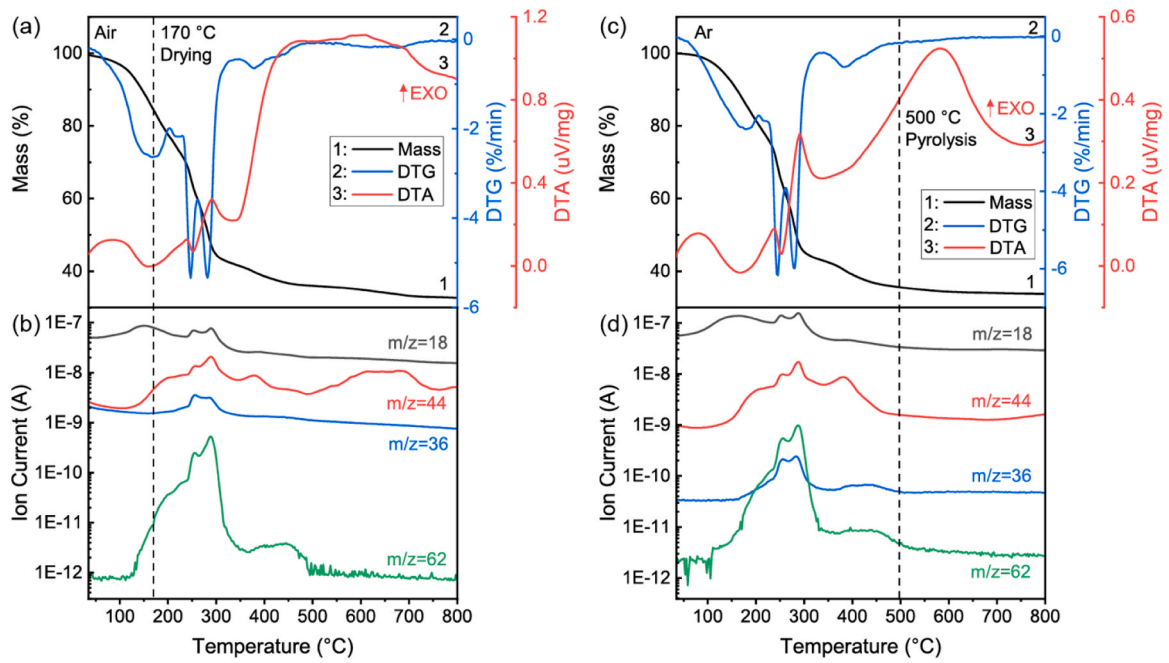 (a)
Air
170 °C
Drying
2
3
↑EXO
1: Mass
2: DTG
3: DTA
1
Mass (%)
100
80
60
40
0
-2
-4
-6
DTG (%/min)
1.1
0.8
0.4
0.0
DTA (uV/mg)
(b)
1E-7
1E-8
1E-9
1E-10
1E-11
1E-12
Ion Current (A)
m/z=18
m/z=44
m/z=36
m/z=62
100 200 300 400 500 600 700 800
Temperature (°C)
(c)
Ar
2
↑EXO
3
500 °C
Pyrolysis
1: Mass
2: DTG
3: DTA
1
Mass (%)
100
80
60
40
0
-2
-4
-6
DTG (%/min)
0.6
0.4
0.2
0.0
DTA (uV/mg)
(d)
1E-7
1E-8
1E-9
1E-10
1E-11
1E-12
Ion Current (A)
m/z=18
m/z=44
m/z=36
m/z=62
100 200 300 400 500 600 700 800
Temperature (°C)